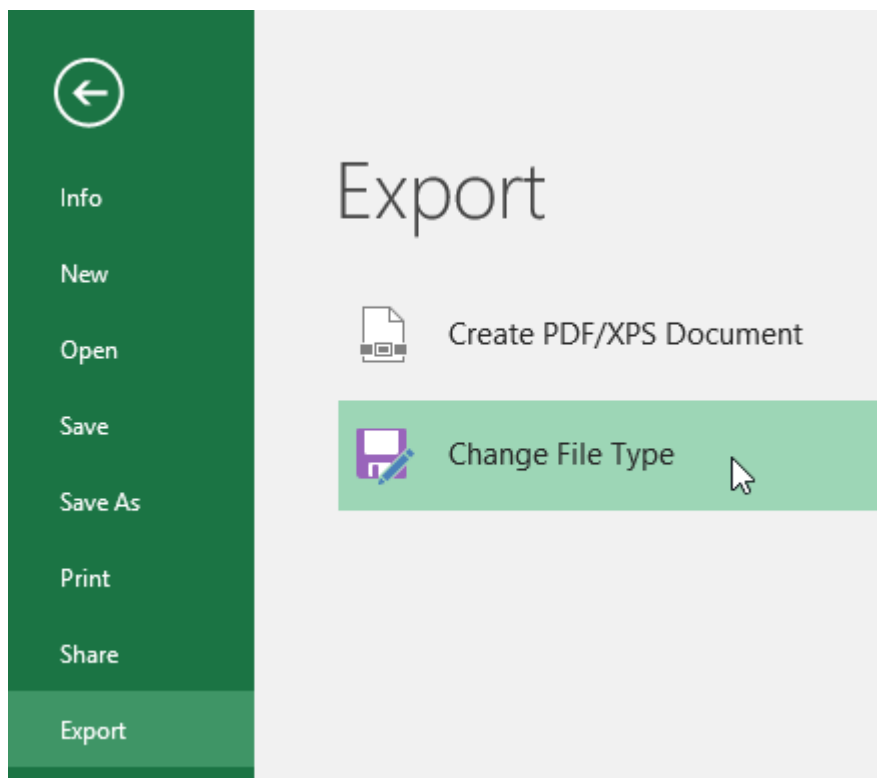 Info
New
Open
Save
Save As
Print
Share
Export
Export
Create PDF/XPS Document
Change File Type